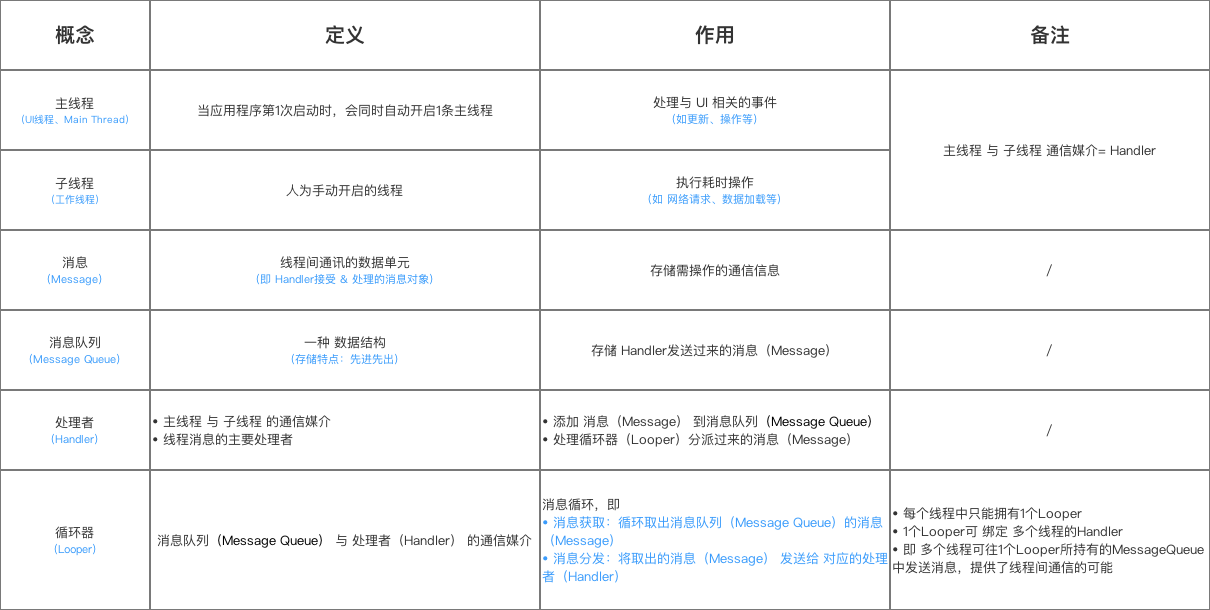 概念
定义
作用
备注
主线程
（UI线程、Main Thread）
当应用程序第1次启动时，会同时自动开启1条主线程
处理与 UI 相关的事件
（如更新、操作等）
主线程 与 子线程 通信媒介= Handler
子线程
（工作线程）
人为手动开启的线程
执行耗时操作
（如 网络请求、数据加载等）
消息
（Message）
线程间通讯的数据单元
（即 Handler接受 & 处理的消息对象）
存储需操作的通信信息
/
消息队列
（Message Queue）
一种 数据结构
（存储特点：先进先出）
存储 Handler发送过来的消息（Message）
/
处理者
（Handler）
• 主线程 与 子线程 的通信媒介
• 线程消息的主要处理者
• 添加 消息（Message） 到消息队列（Message Queue）
• 处理循环器（Looper）分派过来的消息（Message）
/
循环器
（Looper）
消息队列（Message Queue） 与 处理者（Handler） 的通信媒介
消息循环，即
• 消息获取：循环取出消息队列（Message Queue）的消息
（Message）
• 消息分发：将取出的消息（Message） 发送给 对应的处理
者（Handler）
• 每个线程中只能拥有1个Looper
• 1个Looper可 绑定 多个线程的Handler
• 即 多个线程可往1个Looper所持有的MessageQueue
中发送消息，提供了线程间通信的可能